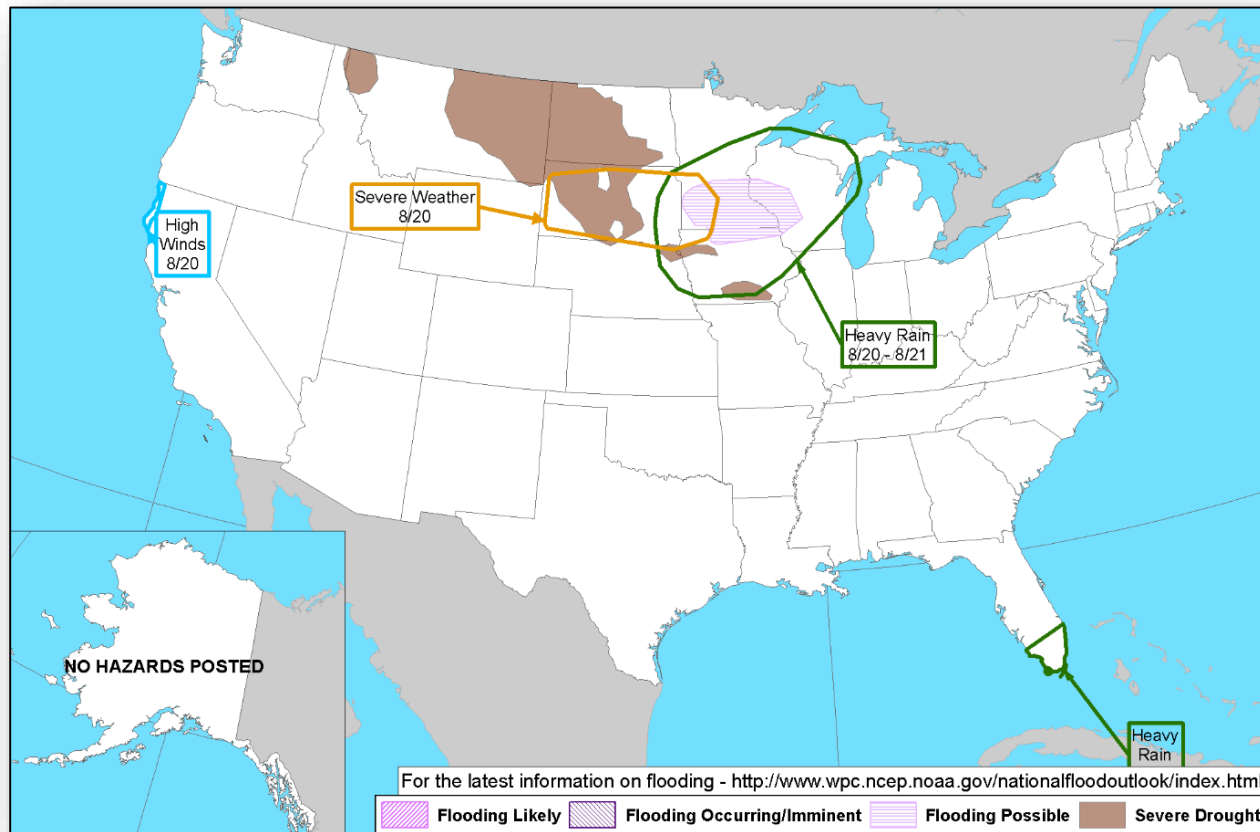 Severe Weather
8/20
High
Winds
8/20
Heavy Rain
8/20 - 8/21
NO HAZARDS POSTED
Heavy
Rain
For the latest information on flooding - http://www.wpc.ncep.noaa.gov/nationalfloodoutlook/index.html
Flooding Likely Flooding Occurring/Imminent Flooding Possible Severe Drought